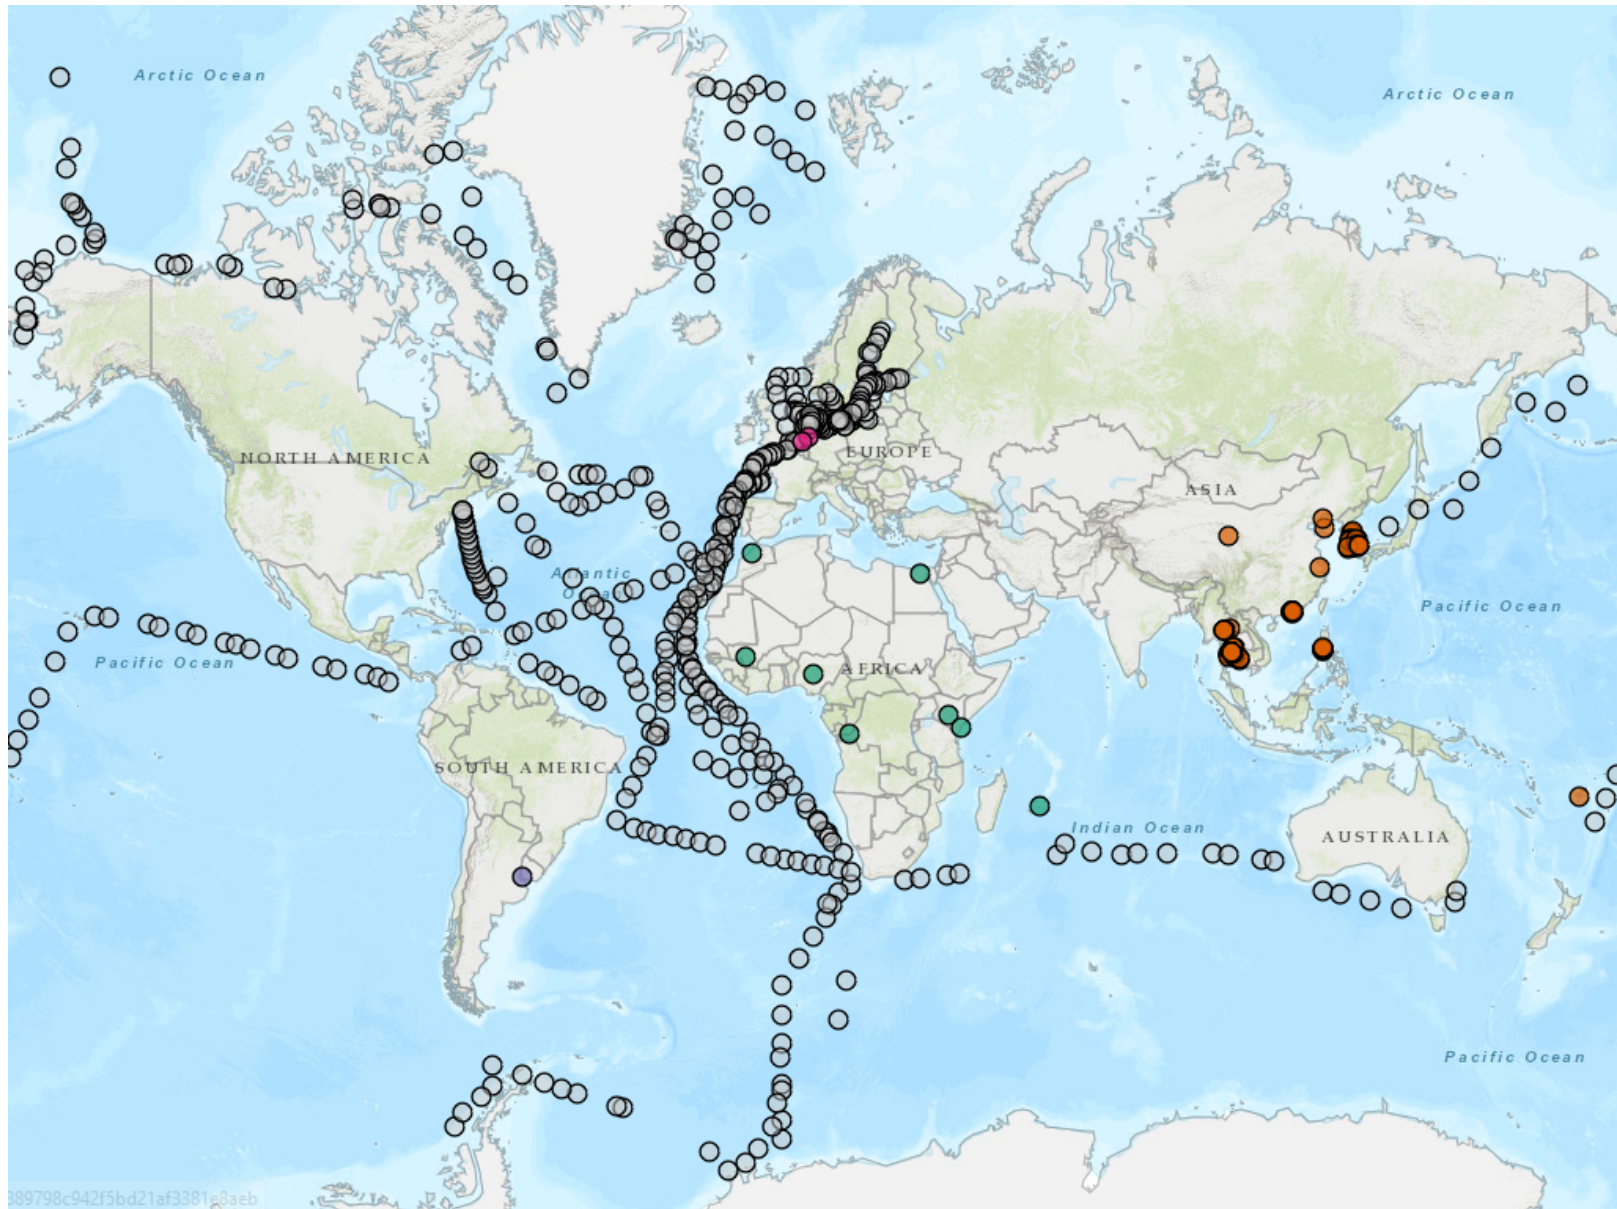 Arctic Ocean
Arctic Ocean
NORTH AMERICA
EUROPE
ASIA
Atlantic
Pacific Ocean
Pacific Ocean
AFRICA
SOUTH AMERICA
Indian Ocean
AUSTRALIA
Pacific Ocean